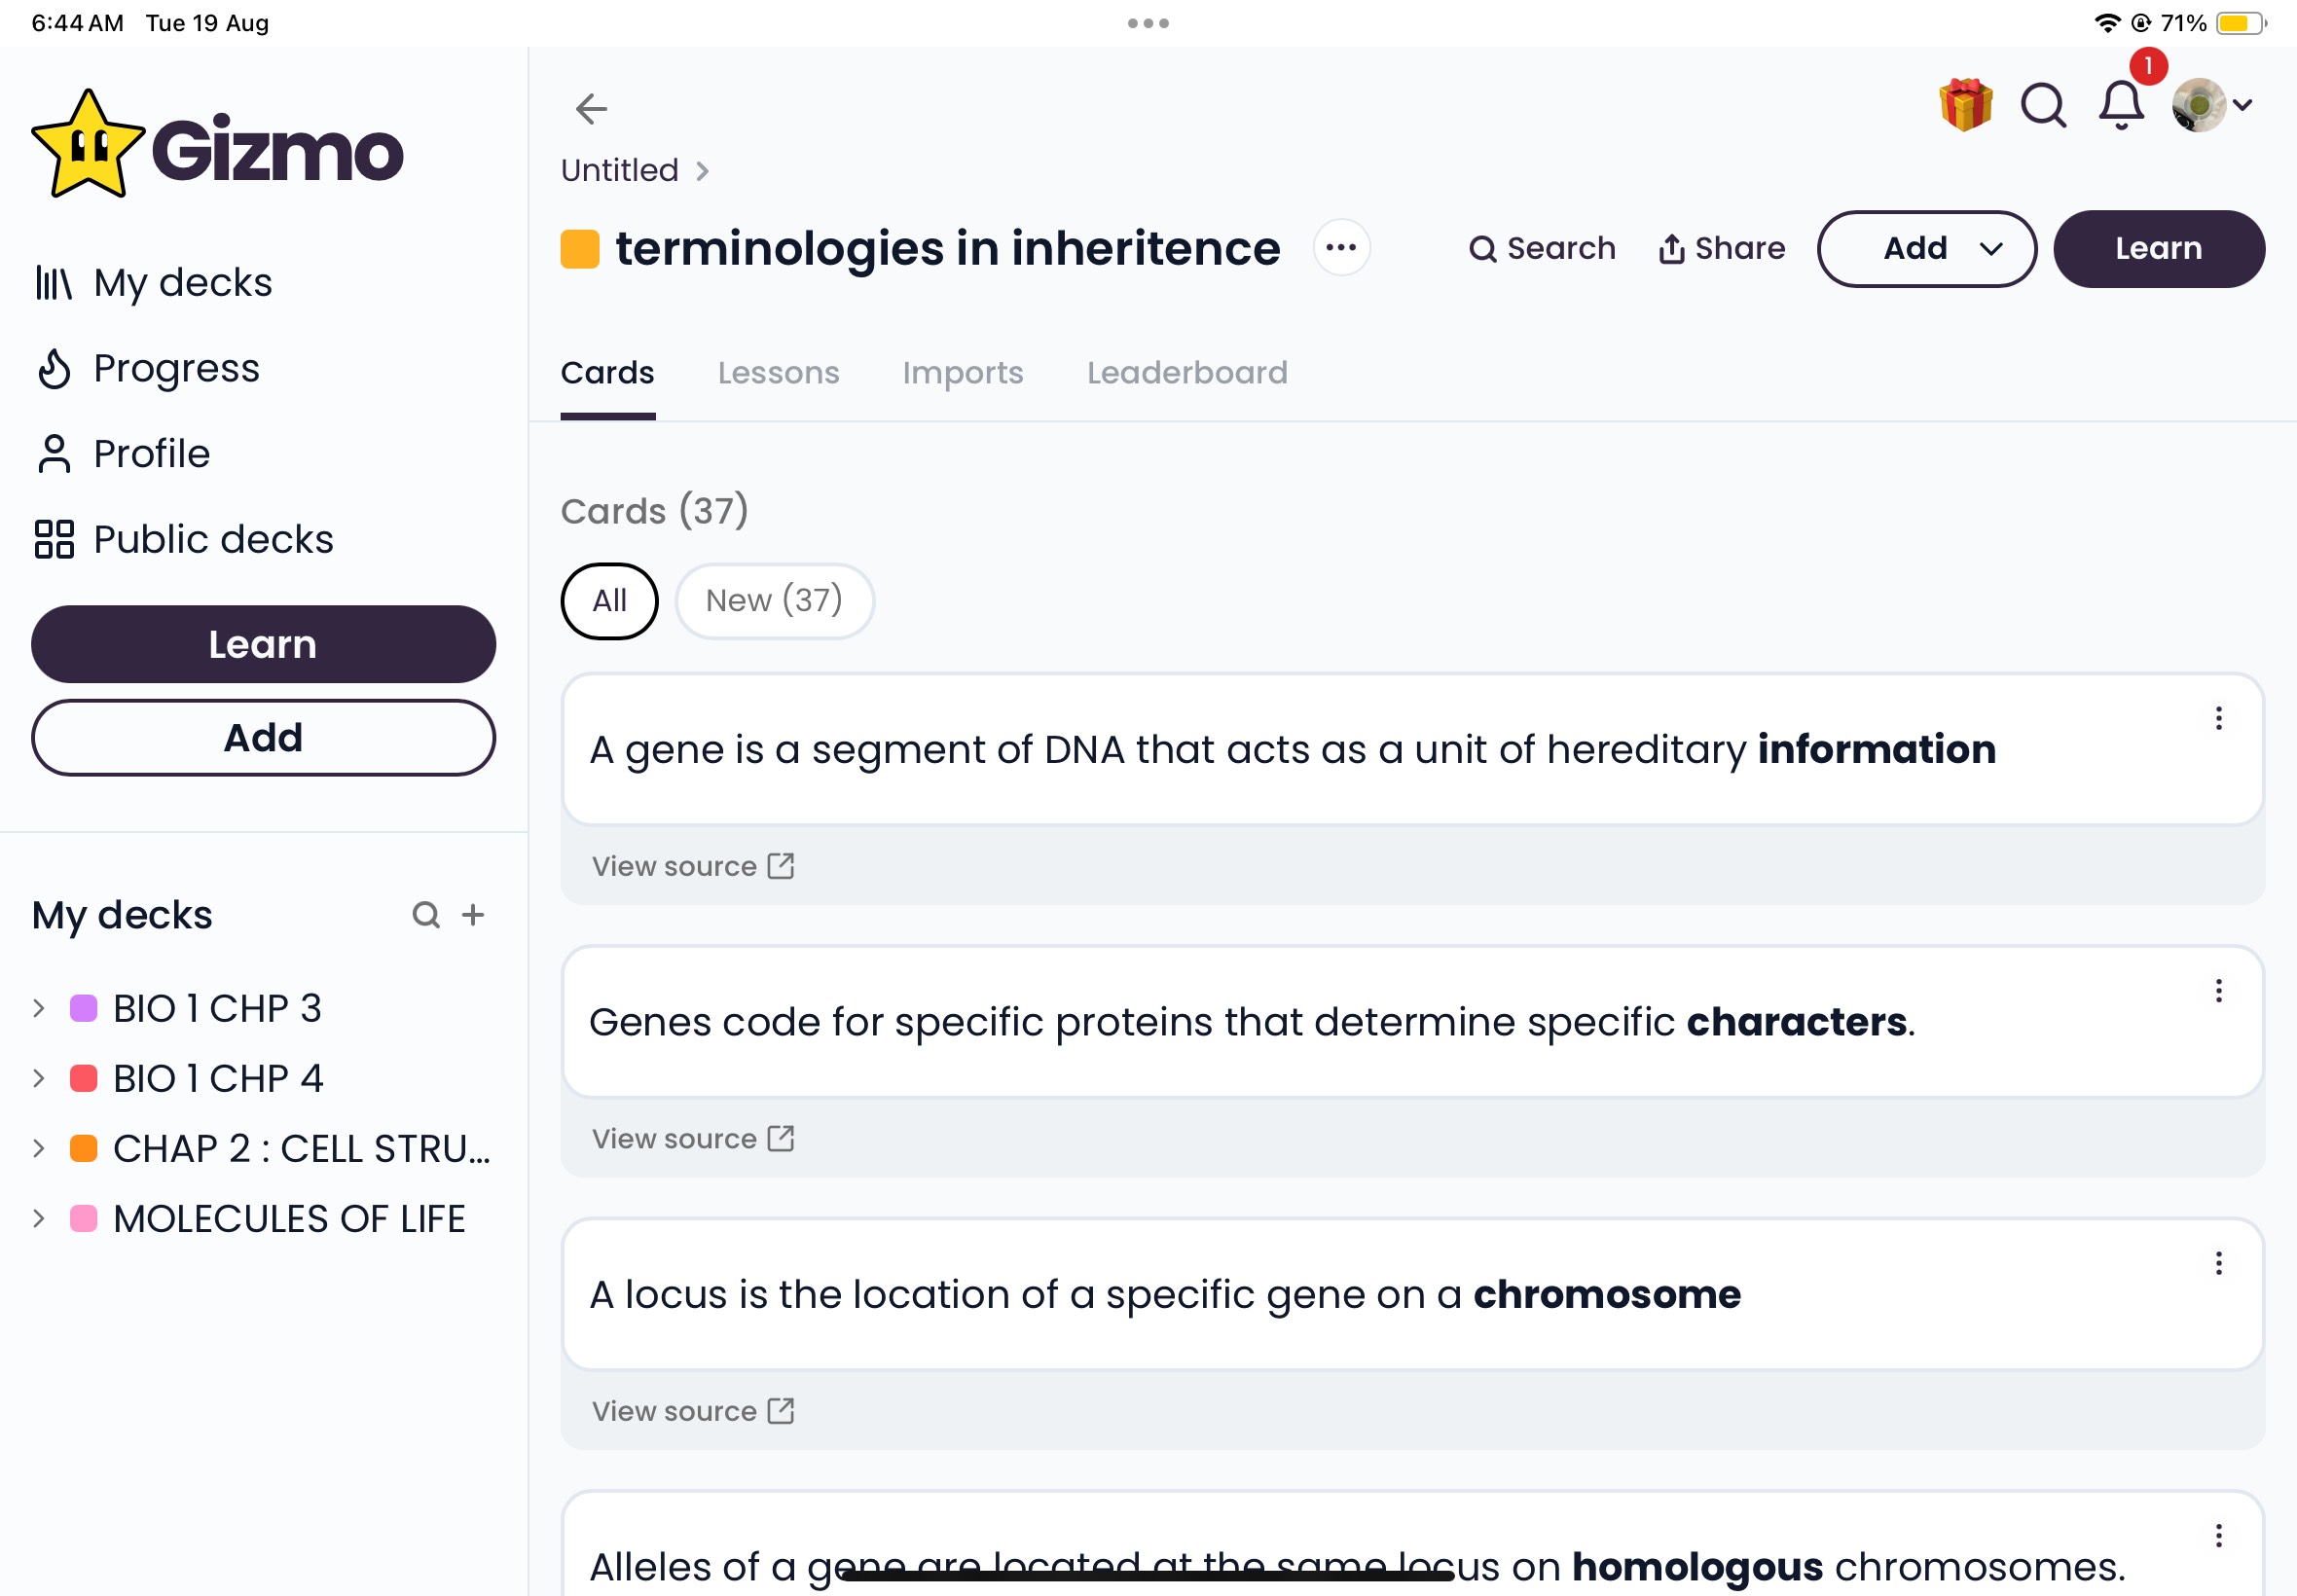 6:44 AM Tue 19 Aug
71%
Gizmo
My decks
Progress
Profile
Public decks
Learn
Add
My decks
BIO 1 CHP 3
BIO 1 CHP 4
CHAP 2 : CELL STRU...
MOLECULES OF LIFE
1
Untitled
terminologies in inheritence
Search
Share
Add
Learn
Cards Lessons Imports Leaderboard
Cards (37)
All New (37)
A gene is a segment of DNA that acts as a unit of hereditary information
View source
Genes code for specific proteins that determine specific characters.
View source
A locus is the location of a specific gene on a chromosome
View source
Alleles of a gene are located at the same locus on homologous chromosomes.